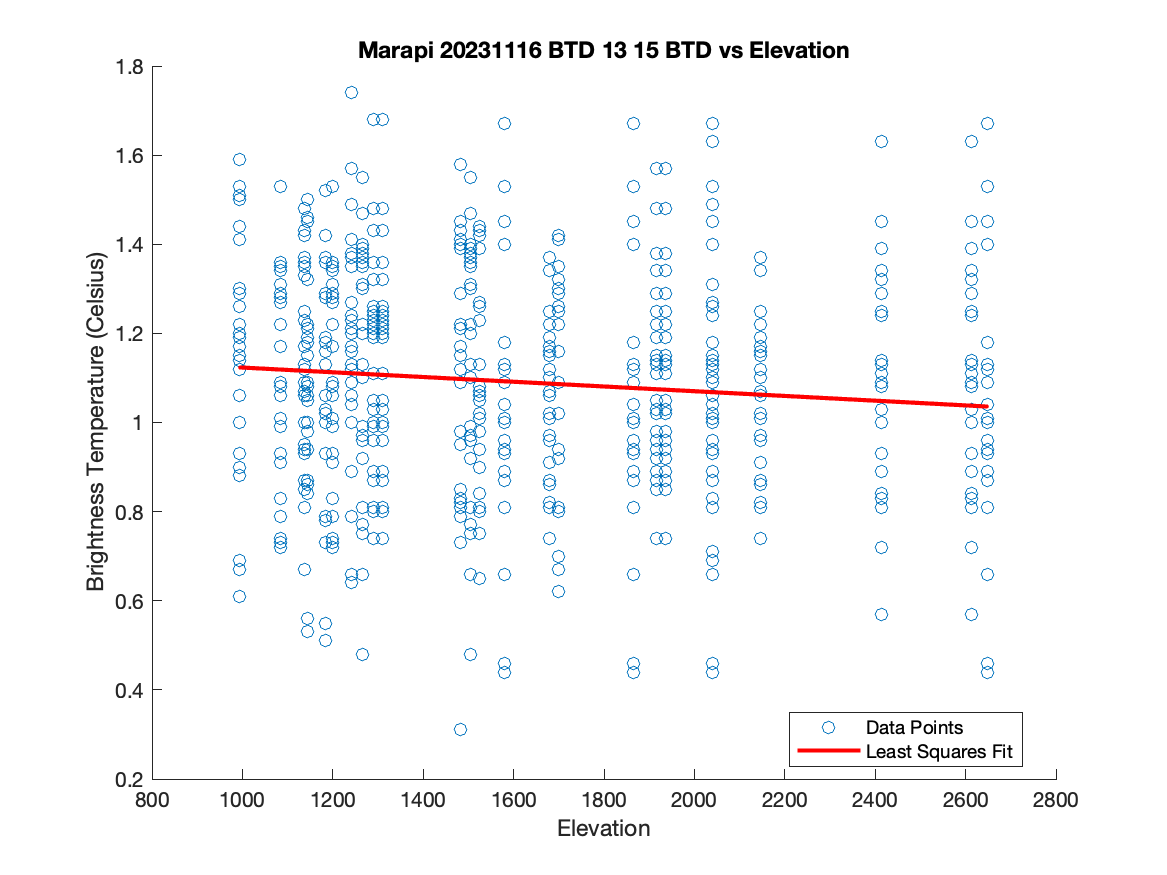 Marapi 20231116 BTD 13 15 BTD vs Elevation
1.8
1.6
1.4
1.2
1
0.8
0.6
0.4
0.2
Brightness Temperature (Celsius)
Data Points
Least Squares Fit
800 1000 1200 1400 1600 1800 2000 2200 2400 2600 2800
Elevation